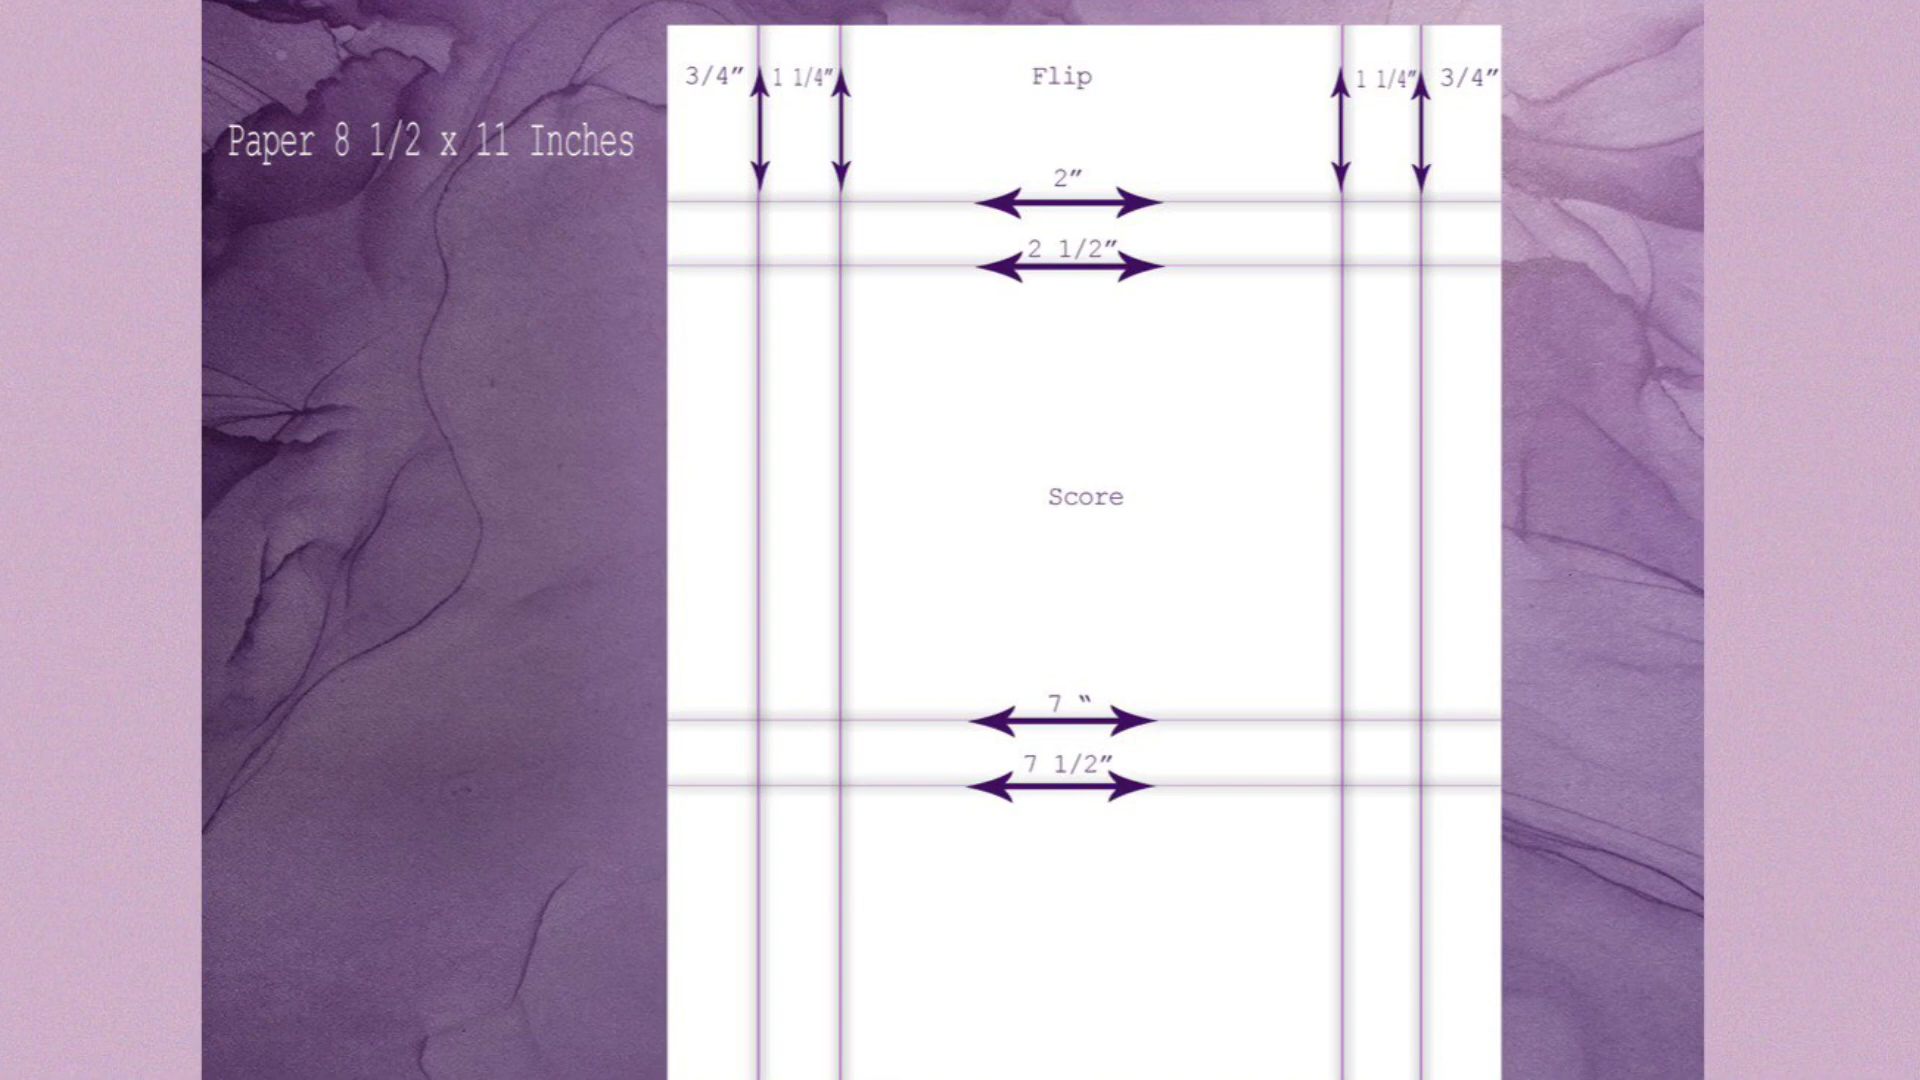 Paper 8 1/2 x 11 Inches
3/4” 1 1/4” Flip 1 1/4” 3/4”
2”
2 1/2”
Score
7 “
7 1/2”